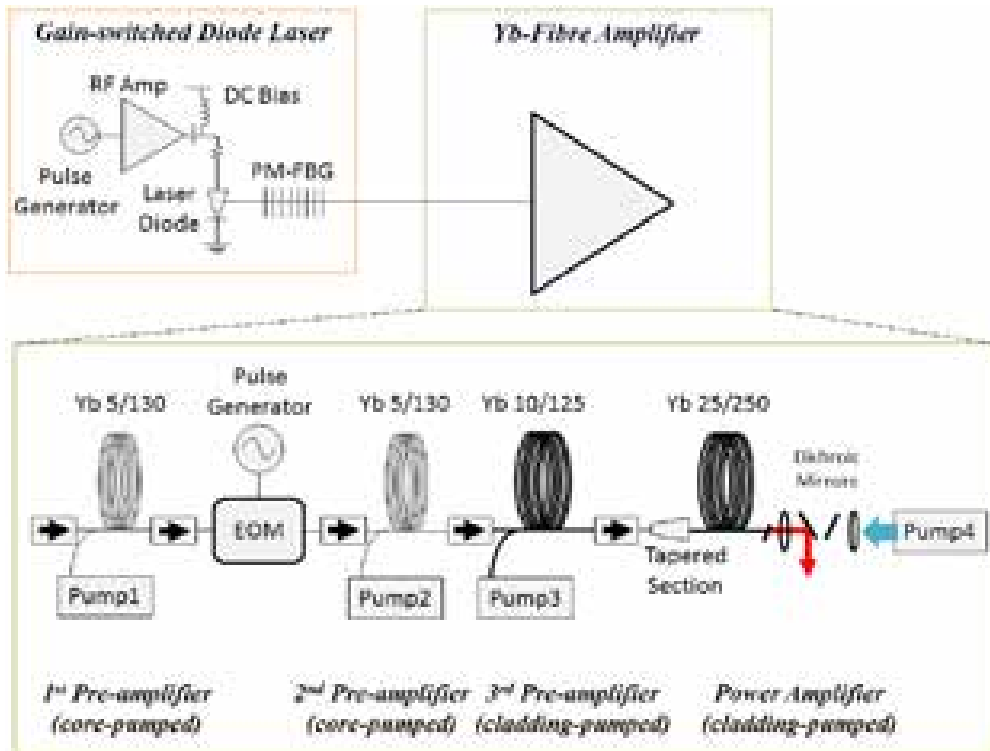 Gain-switched Diode Laser
Yb-Fibre Amplifier
RF Amp
DC Bias
Pulse
Generator
Laser
Diode
PM-FBG
Pulse
Generator
Yb 5/130
Yb 5/130
Yb 10/125
Yb 25/250
Dichroic
Mirrors
EOM
Tapered
Section
Pump1
Pump2
Pump3
Pump4
1st Pre-amplifier
(core-pumped)
2nd Pre-amplifier
(core-pumped)
3rd Pre-amplifier
(cladding-pumped)
Power Amplifier
(cladding-pumped)